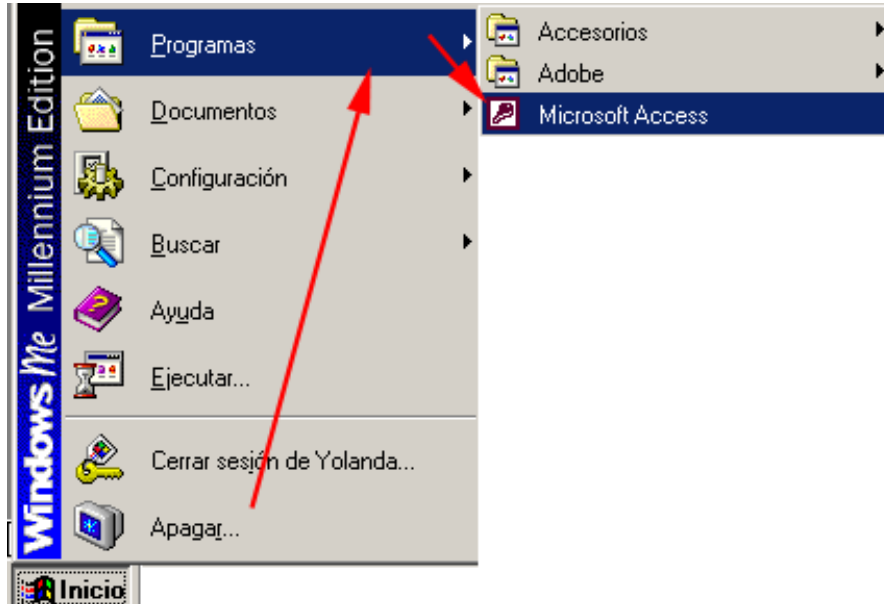 Windows Me Millennium Edition
Programas
Documentos
Configuración
Buscar
Ayuda
Ejecutar...
Cerrar sesión de Yolanda...
Apagar...
Inicio
Accesorios
Adobe
Microsoft Access